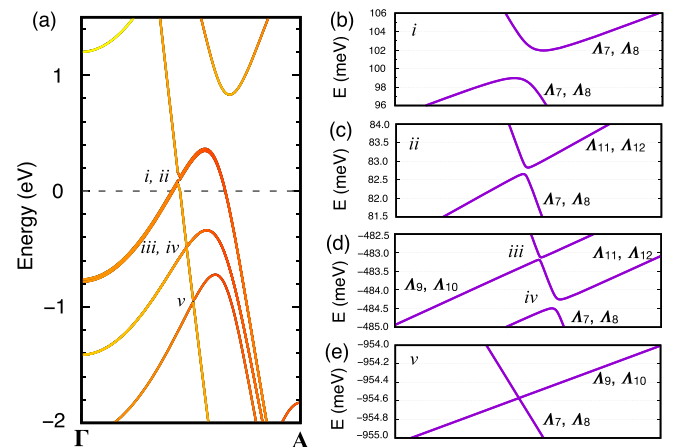 (a)
Energy (eV)
1
0
−1
−2
i, ii
iii, iv
v
Γ
A
(b)
E (meV)
106
104
102
100
98
96
i
Λ7, Λ8
Λ7, Λ8
(c)
E (meV)
84.0
83.5
83.0
82.5
82.0
81.5
ii
Λ11, Λ12
Λ7, Λ8
(d)
E (meV)
-482.5
-483.0
-483.5
-484.0
-484.5
-485.0
iii
Λ11, Λ12
Λ9, Λ10
iv
Λ7, Λ8
(e)
E (meV)
-954.0
-954.2
-954.4
-954.6
-954.8
-955.0
v
Λ9, Λ10
Λ7, Λ8